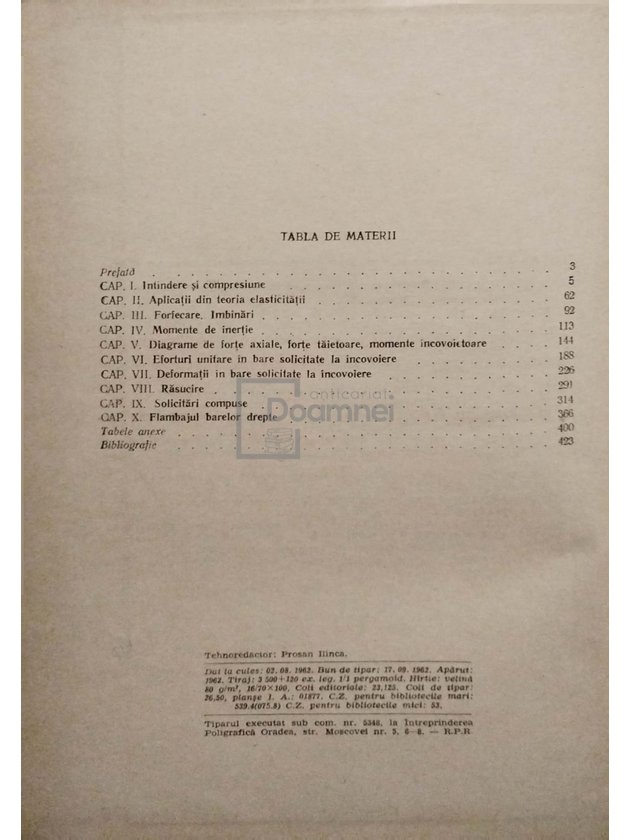 TABLA DE MATERII
Prefață . . . . . 3
CAP. I. Intindere și compresiune . . . . . 5
CAP. II. Aplicații din teoria elasticității . . . . . 62
CAP. III. Forfecare. Imbinări . . . . . 92
CAP. IV. Momente de inerție . . . . . 113
CAP. V. Diagrame de forțe axiale, forțe tăietoare, momente incovoietoare 144
CAP. VI. Eforturi unitare in bare solicitate la incovoiere . . . . . 188
CAP. VII. Deformații in bare solicitate la incovoiere . . . . . 226
CAP. VIII. Răsucire . . . . . 291
CAP. IX. Solicitări compuse . . . . . 314
CAP. X. Flambajul barelor drepte . . . . . 366
Tabele anexe . . . . . 400
Bibliografie . . . . . 423
anticariat
Doamnei
Tehnoredactor: Prosan Ilinca.
Dat la cules: 02.08.1962. Bun de tipar: 17.09.1962. Apărut:
1962. Tiraj: 3 500+120 ex. leg. 1/1 pergamoid. Hîrtie: velină
80 g/m², 16/70×100, Coli editoriale: 23,125. Coli de tipar:
26,50, planșe 1. A.: 01877. C.Z. pentru bibliotecile mari:
539.4(075.8) C.Z. pentru bibliotecile mici: 53.
Tiparul executat sub com. nr. 5348, la Intreprinderea
Poligrafică Oradea, str. Moscovei nr. 5, 6–8. — R.P.R.